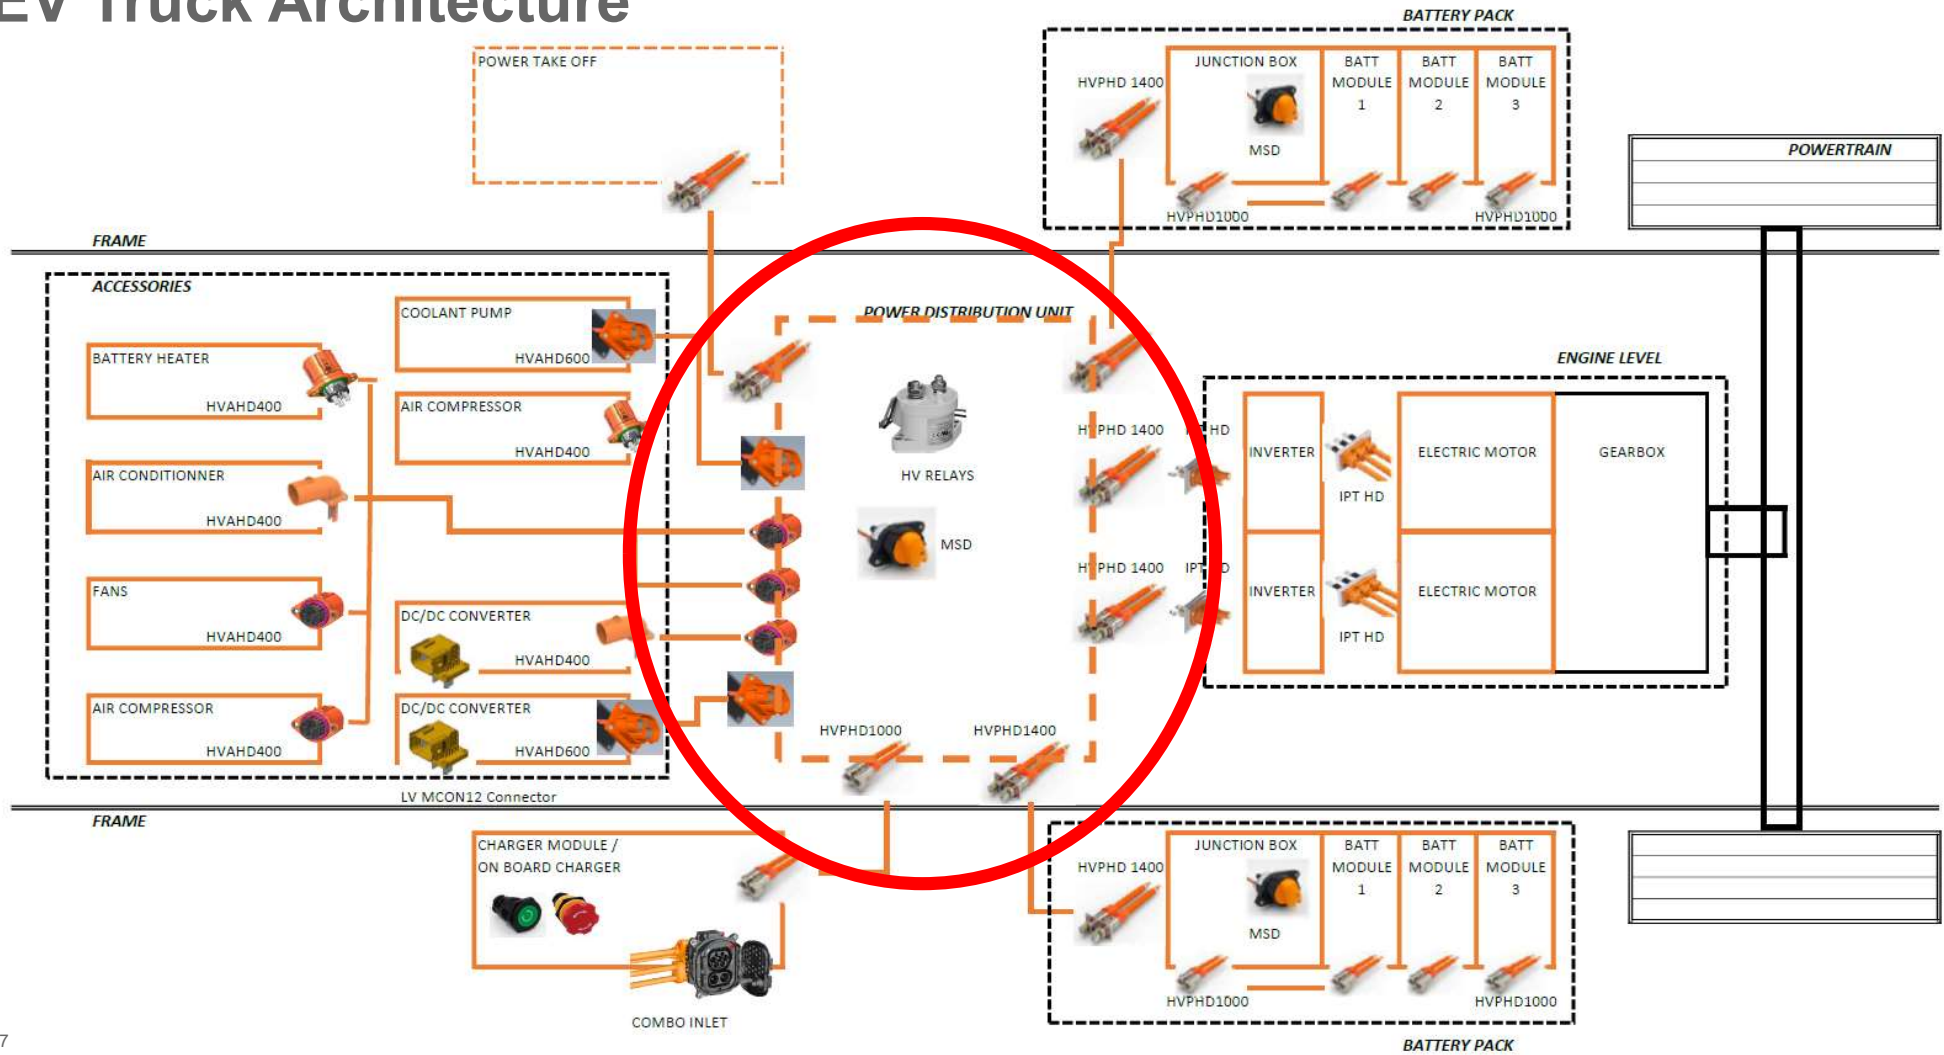 EV Truck Architecture
BATTERY PACK
POWER TAKE OFF
HVPHD 1400
JUNCTION BOX
MSD
BATT
MODULE
1
BATT
MODULE
2
BATT
MODULE
3
HVPHD1000
HVPHD1000
POWERTRAIN
FRAME
ACCESSORIES
BATTERY HEATER
HVAHD400
COOLANT PUMP
HVAHD600
AIR COMPRESSOR
HVAHD400
AIR CONDITIONNER
HVAHD400
FANS
HVAHD400
DC/DC CONVERTER
HVAHD400
AIR COMPRESSOR
HVAHD400
DC/DC CONVERTER
HVAHD600
LV MCON12 Connector
POWER DISTRIBUTION UNIT
HV RELAYS
MSD
HVPHD 1400
HVPHD 1400
HVPHD1000
HVPHD1400
ENGINE LEVEL
HD
INVERTER
IPT HD
ELECTRIC MOTOR
GEARBOX
IPT
INVERTER
IPT HD
ELECTRIC MOTOR
FRAME
CHARGER MODULE /
ON BOARD CHARGER
COMBO INLET
HVPHD 1400
JUNCTION BOX
MSD
BATT
MODULE
1
BATT
MODULE
2
BATT
MODULE
3
HVPHD1000
HVPHD1000
BATTERY PACK
7